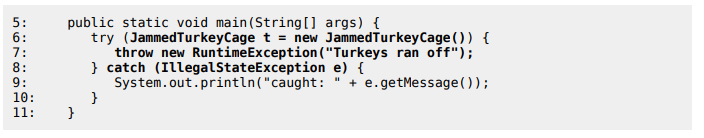 5:     public static void main(String[] args) {
6:        try (JammedTurkeyCage t = new JammedTurkeyCage()) {
7:           throw new RuntimeException("Turkeys ran off");
8:        } catch (IllegalStateException e) {
9:           System.out.println("caught: " + e.getMessage());
10:       }
11:    }